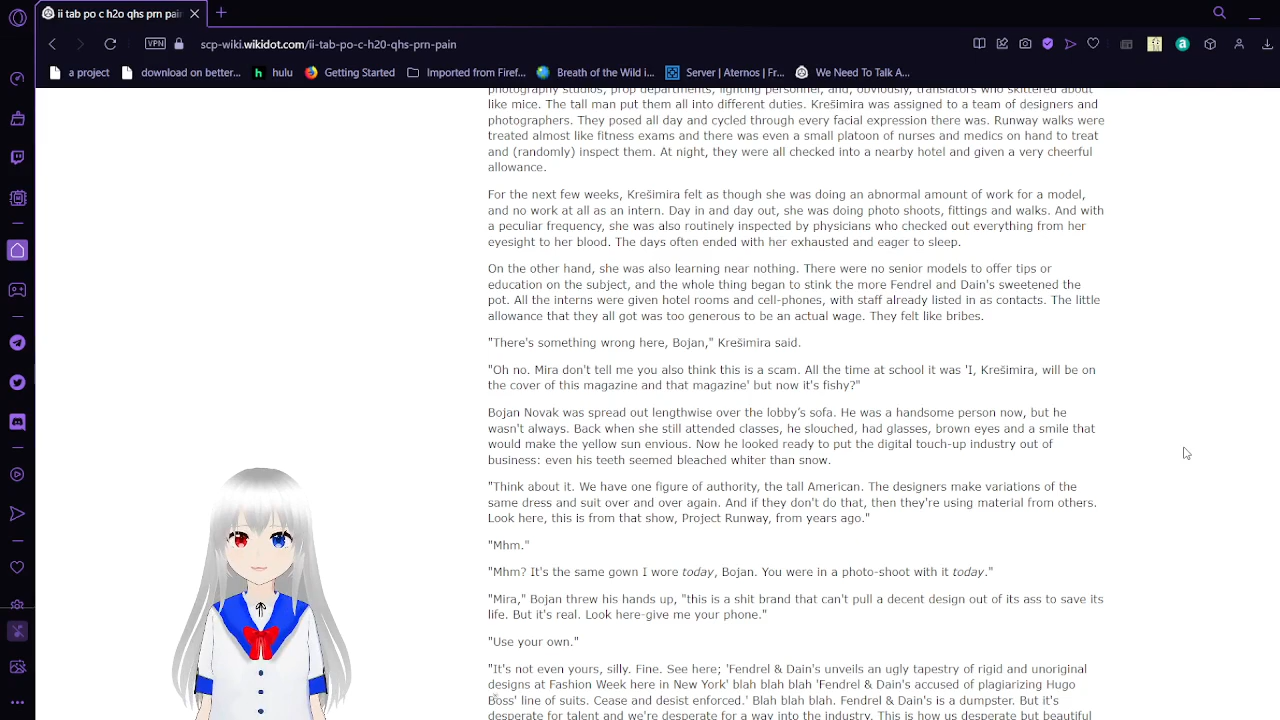 ii tab po c h2o qhs prn pain
VPN
scp-wiki.wikidot.com/ii-tab-po-c-h20-qhs-prn-pain
a project
download on better...
hulu
Getting Started
Imported from Firef...
Breath of the Wild i...
Server | Aternos | Fr...
We Need To Talk A...
photography studios, prop departments, lighting personnel, and, obviously, translators who skittered about
like mice. The tall man put them all into different duties. Krešimira was assigned to a team of designers and
photographers. They posed all day and cycled through every facial expression there was. Runway walks were
treated almost like fitness exams and there was even a small platoon of nurses and medics on hand to treat
and (randomly) inspect them. At night, they were all checked into a nearby hotel and given a very cheerful
allowance.
For the next few weeks, Krešimira felt as though she was doing an abnormal amount of work for a model,
and no work at all as an intern. Day in and day out, she was doing photo shoots, fittings and walks. And with
a peculiar frequency, she was also routinely inspected by physicians who checked out everything from her
eyesight to her blood. The days often ended with her exhausted and eager to sleep.
On the other hand, she was also learning near nothing. There were no senior models to offer tips or
education on the subject, and the whole thing began to stink the more Fendrel and Dain's sweetened the
pot. All the interns were given hotel rooms and cell-phones, with staff already listed in as contacts. The little
allowance that they all got was too generous to be an actual wage. They felt like bribes.
"There's something wrong here, Bojan," Krešimira said.
"Oh no. Mira don't tell me you also think this is a scam. All the time at school it was 'I, Krešimira, will be on
the cover of this magazine and that magazine' but now it's fishy?"
Bojan Novak was spread out lengthwise over the lobby's sofa. He was a handsome person now, but he
wasn't always. Back when she still attended classes, he slouched, had glasses, brown eyes and a smile that
would make the yellow sun envious. Now he looked ready to put the digital touch-up industry out of
business: even his teeth seemed bleached whiter than snow.
"Think about it. We have one figure of authority, the tall American. The designers make variations of the
same dress and suit over and over again. And if they don't do that, then they're using material from others.
Look here, this is from that show, Project Runway, from years ago."
"Mhm."
"Mhm? It's the same gown I wore today, Bojan. You were in a photo-shoot with it today."
"Mira," Bojan threw his hands up, "this is a shit brand that can't pull a decent design out of its ass to save its
life. But it's real. Look here-give me your phone."
"Use your own."
"It's not even yours, silly. Fine. See here; 'Fendrel & Dain's unveils an ugly tapestry of rigid and unoriginal
designs at Fashion Week here in New York' blah blah blah 'Fendrel & Dain's accused of plagiarizing Hugo
Boss' line of suits. Cease and desist enforced.' Blah blah blah. Fendrel & Dain's is a dumpster. But it's
desperate for talent and we're desperate for a way into the industry. This is how us desperate but beautiful